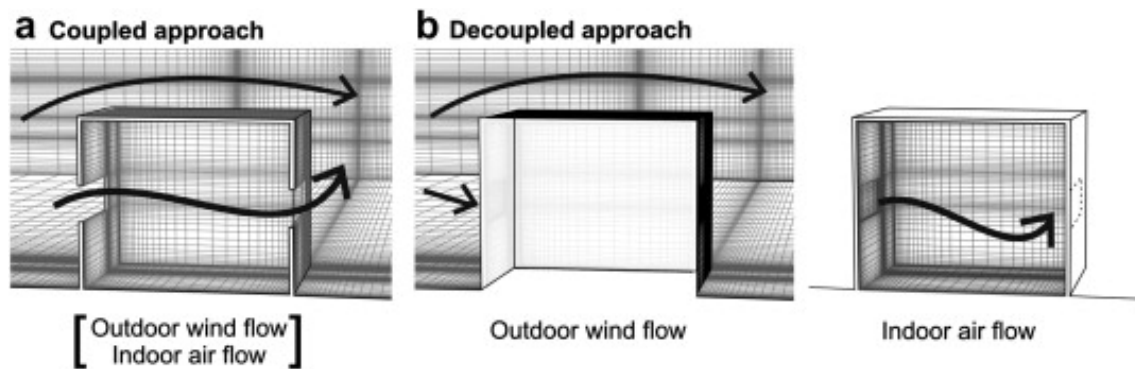 a Coupled approach
b Decoupled approach
[Outdoor wind flow
Indoor air flow]
Outdoor wind flow
Indoor air flow